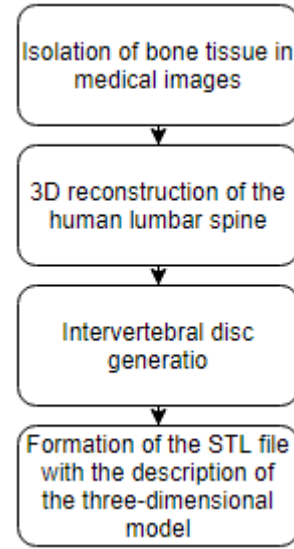 Isolation of bone tissue in
medical images
3D reconstruction of the
human lumbar spine
Intervertebral disc
generatio
Formation of the STL file
with the description of
the three-dimensional
model